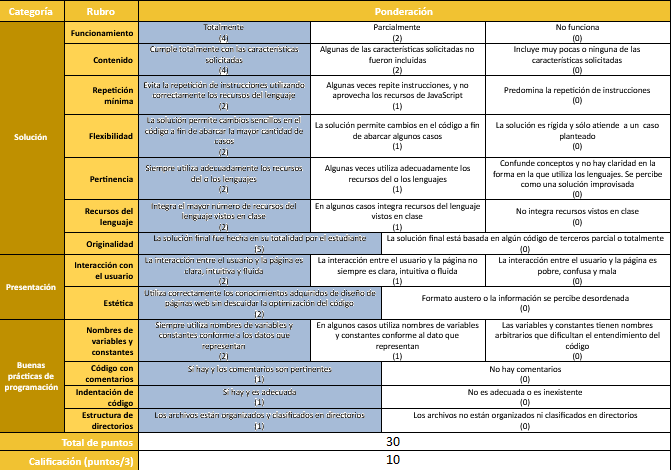 Categoría Rubro Ponderación
Solución
Funcionamiento
Totalmente
(4)
Parcialmente
(2)
No funciona
(0)
Contenido
Cumple totalmente con las características
solicitadas
(4)
Algunas de las características solicitadas no
fueron incluidas
(2)
Incluye muy pocas o ninguna de las
características solicitadas
(0)
Repetición
mínima
Evita la repetición de instrucciones utilizando
correctamente los recursos del lenguaje
(2)
Algunas veces repite instrucciones, y no
aprovecha los recursos de JavaScript
(1)
Predomina la repetición de instrucciones
(0)
Flexibilidad
La solución permite cambios sencillos en el
código a fin de abarcar la mayor cantidad de
casos
(2)
La solución permite cambios en el código a fin
de abarcar algunos casos
(1)
La solución es rígida y sólo atiende a un caso
planteado
(0)
Pertinencia
Siempre utiliza adecuadamente los recursos
del o los lenguajes
(2)
Algunas veces utiliza adecuadamente los
recursos del o los lenguajes
(1)
Confunde conceptos y no hay claridad en la
forma en la que utiliza los lenguajes. Se percibe
como una solución improvisada
(0)
Recursos del
lenguaje
Integra el mayor número de recursos del
lenguaje vistos en clase
(2)
En algunos casos integra recursos del lenguaje
vistos en clase
(1)
No integra recursos vistos en clase
(0)
Originalidad
La solución final fue hecha en su totalidad por el estudiante
(5)
La solución final está basada en algún código de terceros parcial o totalmente
(0)
Presentación
Interacción con
el usuario
La interacción entre el usuario y la página es
clara, intuitiva y fluida
(2)
La interacción entre el usuario y la página no
siempre es clara, intuitiva o fluida
(1)
La interacción entre el usuario y la página es
pobre, confusa y mala
(0)
Estética
Utiliza correctamente los conocimientos adquiridos de diseño de
páginas web sin descuidar la optimización del código
(2)
Formato austero o la información se percibe desordenada
(0)
Buenas
prácticas de
programación
Nombres de
variables y
constantes
Siempre utiliza nombres de variables y
constantes conforme a los datos que
representan
(2)
En algunos casos utiliza nombres de variables y
constantes conforme al dato que
representan
(1)
Las variables y constantes tienen nombres
arbitrarios que dificultan el entendimiento del
código
(0)
Código con
comentarios
Si hay y los comentarios son pertinentes
(1)
No hay comentarios
(0)
Indentación de
código
Si hay y es adecuada
(1)
No es adecuada o es inexistente
(0)
Estructura de
directorios
Los archivos están organizados y clasificados en directorios
(1)
Los archivos no están organizados ni clasificados en directorios
(0)
Total de puntos 30
Calificación (puntos/3) 10